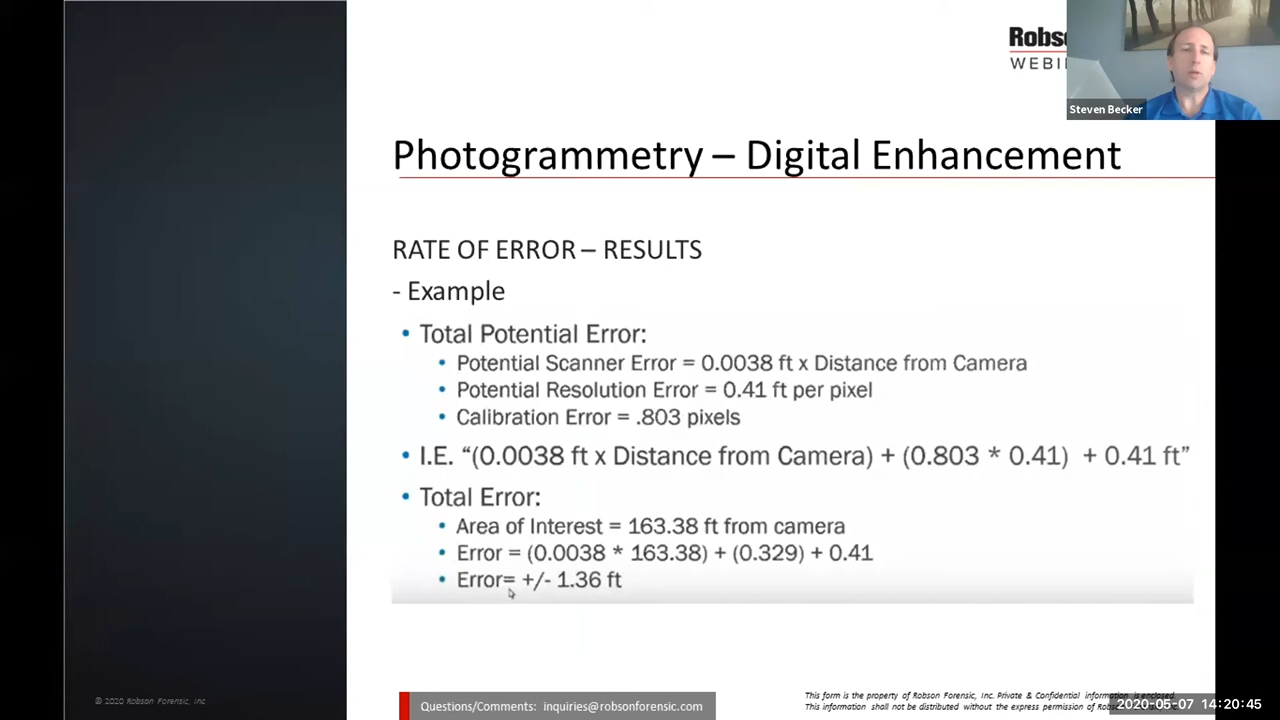 Steven Becker
Photogrammetry – Digital Enhancement
RATE OF ERROR – RESULTS
- Example
• Total Potential Error:
• Potential Scanner Error = 0.0038 ft x Distance from Camera
• Potential Resolution Error = 0.41 ft per pixel
• Calibration Error = .803 pixels
• I.E. “(0.0038 ft x Distance from Camera) + (0.803 * 0.41) + 0.41 ft”
• Total Error:
• Area of Interest = 163.38 ft from camera
• Error = (0.0038 * 163.38) + (0.329) + 0.41
• Error= +/- 1.36 ft
© 2020 Robson Forensic, Inc
Questions/Comments: inquiries@robsonforensic.com
This form is the property of Robson Forensic, Inc. Private & Confidential information is enclosed.
This information shall not be distributed without the express permission of
2020-05-07 14:20:45